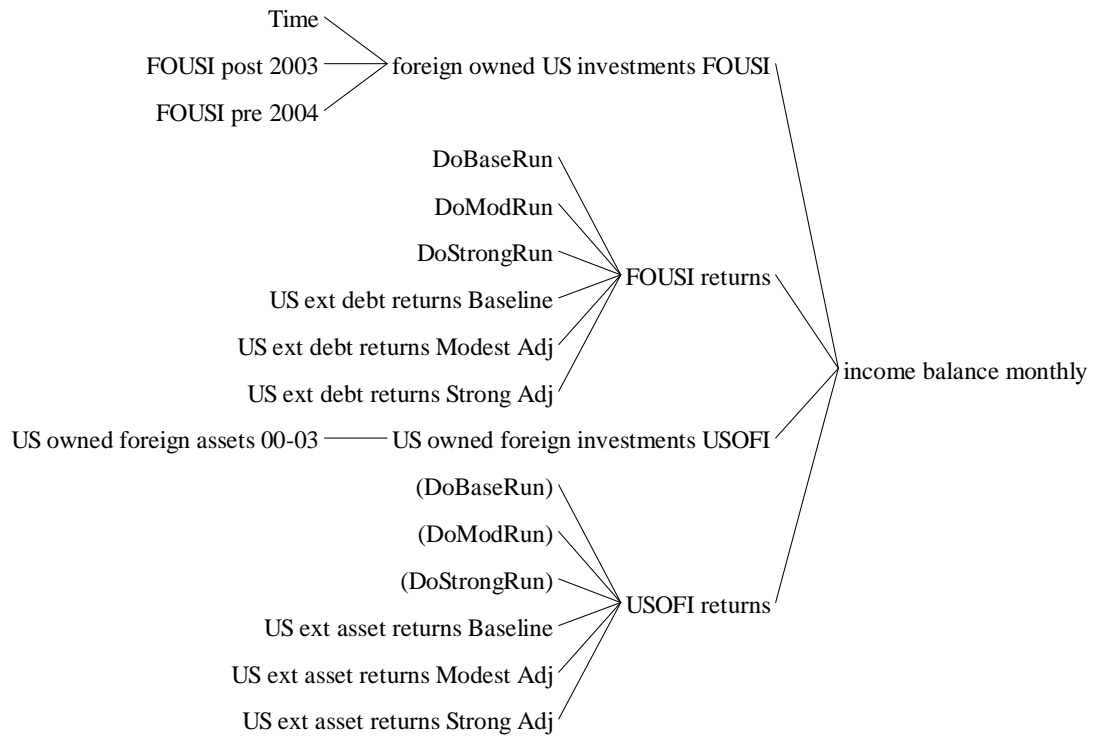 Time
FOUSI post 2003
foreign owned US investments FOUSI
FOUSI pre 2004
DoBaseRun
DoModRun
DoStrongRun
FOUSI returns
US ext debt returns Baseline
US ext debt returns Modest Adj
income balance monthly
US ext debt returns Strong Adj
US owned foreign assets 00-03
US owned foreign investments USOFI
(DoBaseRun)
(DoModRun)
(DoStrongRun)
USOFI returns
US ext asset returns Baseline
US ext asset returns Modest Adj
US ext asset returns Strong Adj